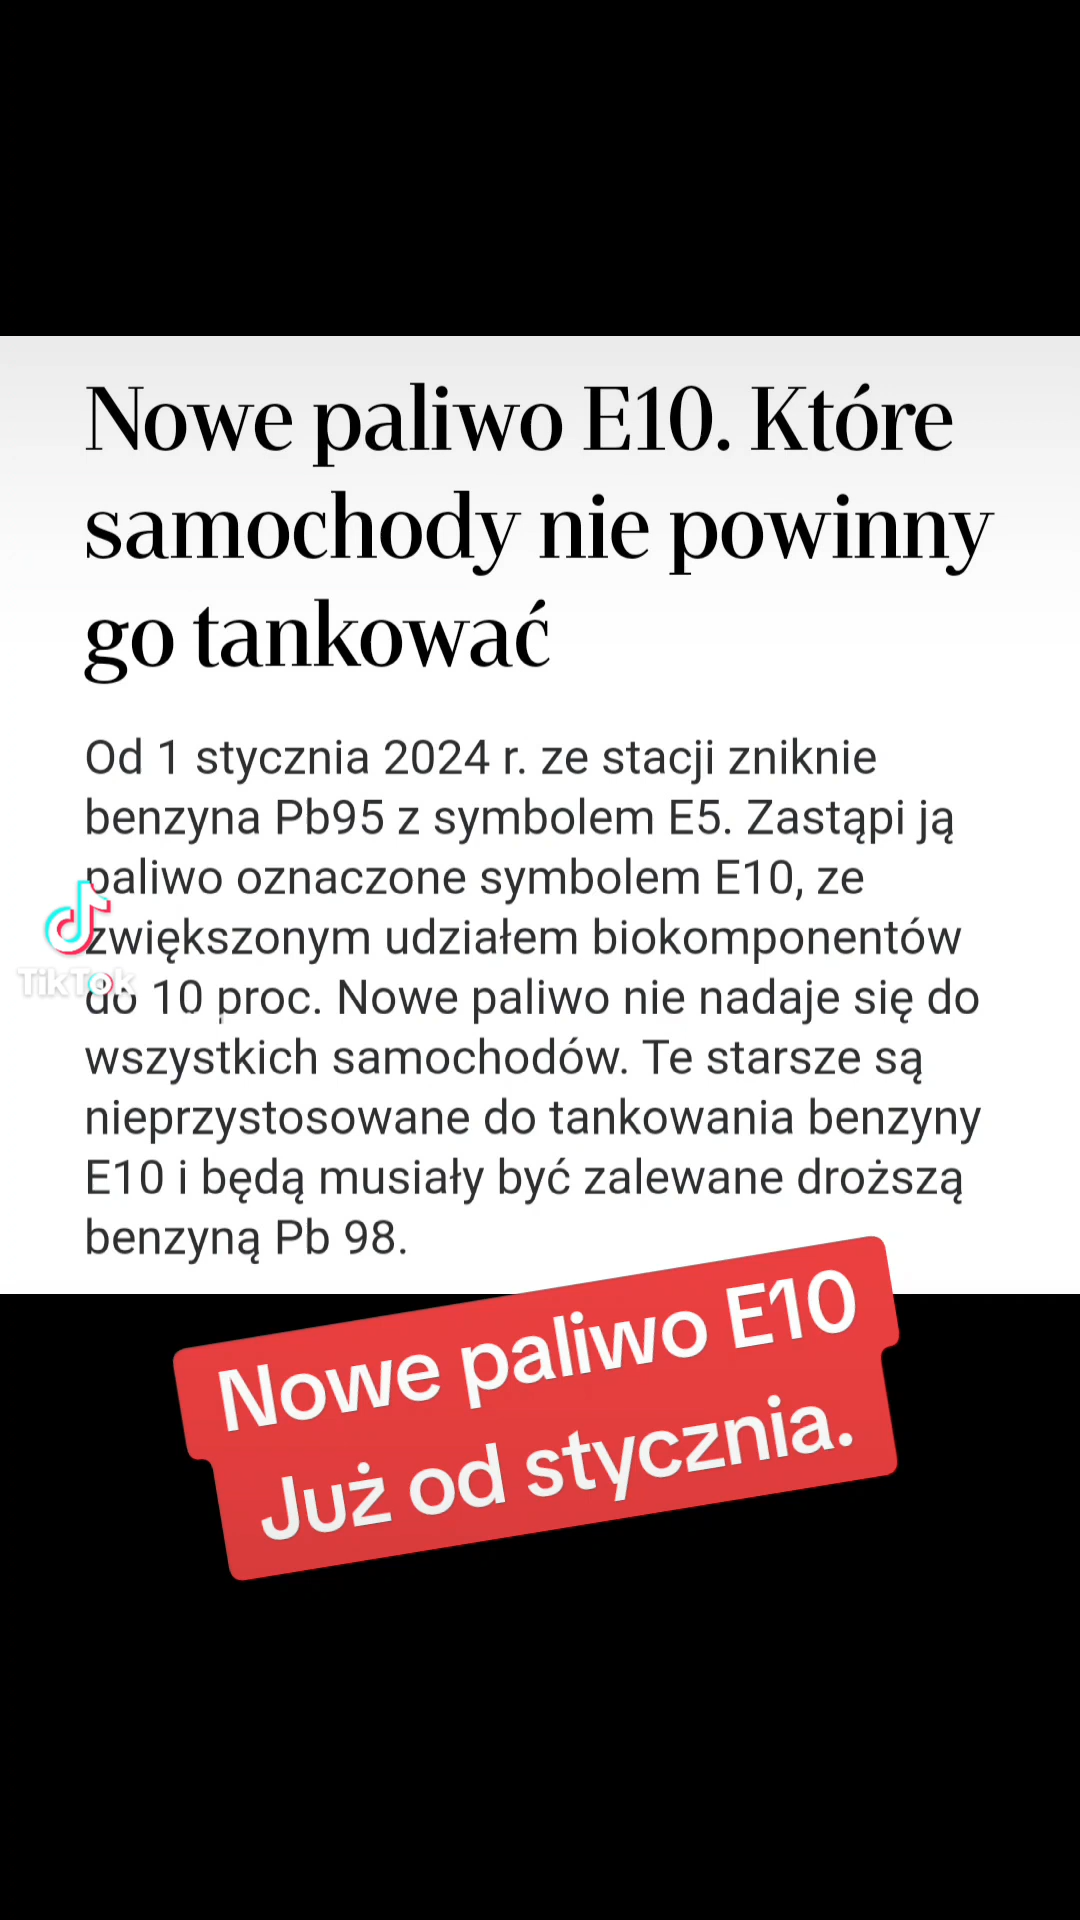 Nowe paliwo E10. Które
samochody nie powinny
go tankować
Od 1 stycznia 2024 r. ze stacji zniknie
benzyna Pb95 z symbolem E5. Zastąpi ją
paliwo oznaczone symbolem E10, ze
zwiększonym udziałem biokomponentów
do 10 proc. Nowe paliwo nie nadaje się do
wszystkich samochodów. Te starsze są
nieprzystosowane do tankowania benzyny
E10 i będą musiały być zalewane droższą
benzyną Pb 98.
TikTok
Nowe paliwo E10
Już od stycznia.